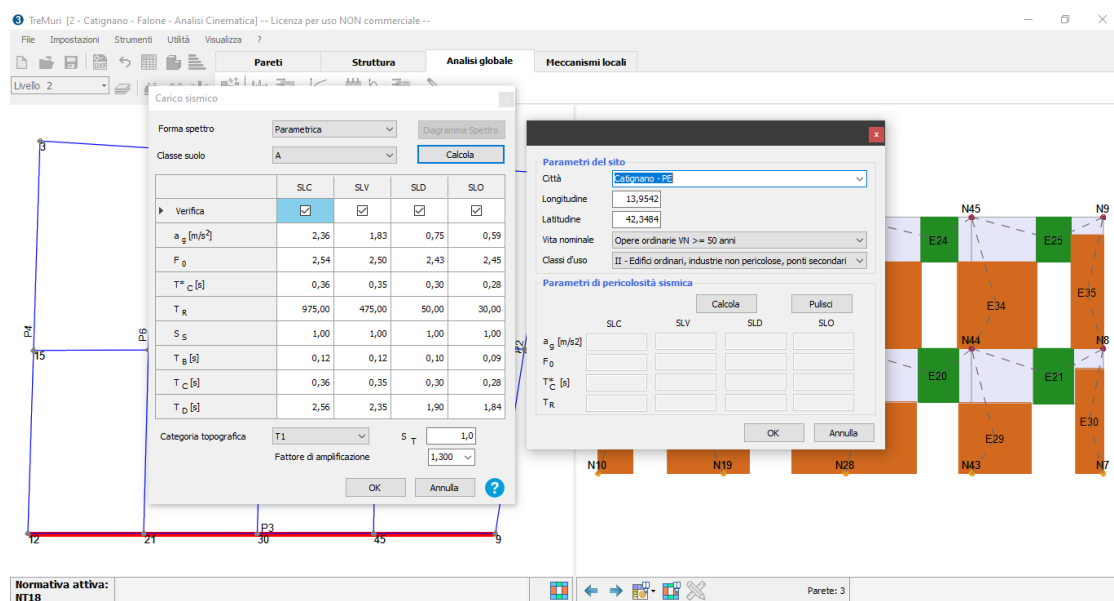 TreMuri [2 - Catignano - Falone - Analisi Cinematica] -- Licenza per uso NON commerciale --
File Impostazioni Strumenti Utilità Visualizza ?
Pareti Struttura Analisi globale Meccanismi locali
Livello 2
Carico sismico
Forma spettro Parametrica Diagramma Spettro
Classe suolo A Calcola
SLC SLV SLD SLO
Verifica
a g [m/s2] 2,36 1,83 0,75 0,59
F 0 2,54 2,50 2,43 2,45
T* C [s] 0,36 0,35 0,30 0,28
T R 975,00 475,00 50,00 30,00
S S 1,00 1,00 1,00 1,00
T B [s] 0,12 0,12 0,10 0,09
T C [s] 0,36 0,35 0,30 0,28
T D [s] 2,56 2,35 1,90 1,84
Categoria topografica T1 S T 1,0
Fattore di amplificazione 1,300
OK Annulla ?
x
Parametri del sito
Città Catignano - PE
Longitudine 13,9542
Latitudine 42,3484
Vita nominale Opere ordinarie VN >= 50 anni
Classi d'uso II - Edifici ordinari, industrie non pericolose, ponti secondari
Parametri di pericolosità sismica
Calcola Pulisci
SLC SLV SLD SLO
a g [m/s2]
F 0
T* C [s]
T R
OK Annulla
3
P4
P6
15
12 21 30 45 9
P3
N45 N9
E24 E25
E34 E35
N44 N8
E20 E21
E29 E30
N10 N19 N28 N43 N7
Normativa attiva:
NT18
Parete: 3